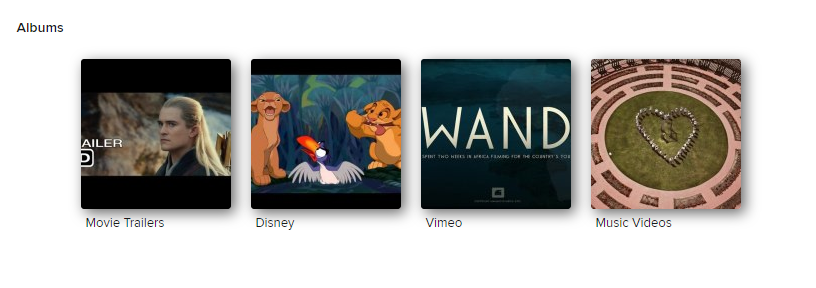 Albums
AILER
D
WAND
SPENT TWO WEEKS IN AFRICA FILMING FOR THE COUNTRY'S TOU
Movie Trailers
Disney
Vimeo
Music Videos